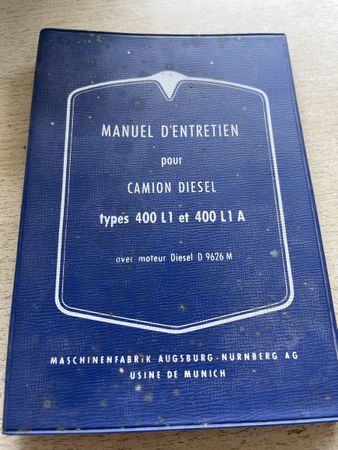 MANUEL D'ENTRETIEN
pour
CAMION DIESEL
types 400 L1 et 400 L1 A
avec moteur Diesel D 9626 M
MASCHINENFABRIK AUGSBURG-NÜRNBERG AG
USINE DE MUNICH